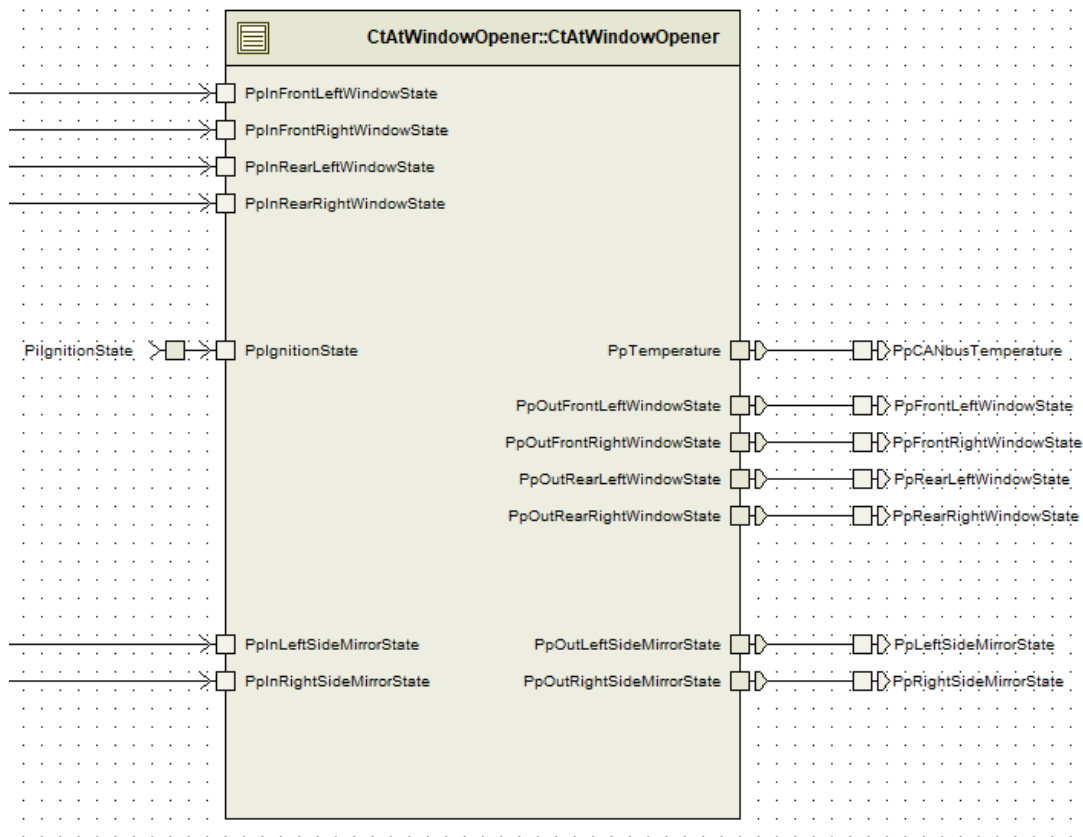 CtAtWindowOpener::CtAtWindowOpener
PpInFrontLeftWindowState
PpInFrontRightWindowState
PpInRearLeftWindowState
PpInRearRightWindowState
PiIgnitionState PpIgnitionState PpTemperature PpCANbusTemperature
PpOutFrontLeftWindowState PpFrontLeftWindowState
PpOutFrontRightWindowState PpFrontRightWindowState
PpOutRearLeftWindowState PpRearLeftWindowState
PpOutRearRightWindowState PpRearRightWindowState
PpInLeftSideMirrorState PpOutLeftSideMirrorState PpLeftSideMirrorState
PpInRightSideMirrorState PpOutRightSideMirrorState PpRightSideMirrorState